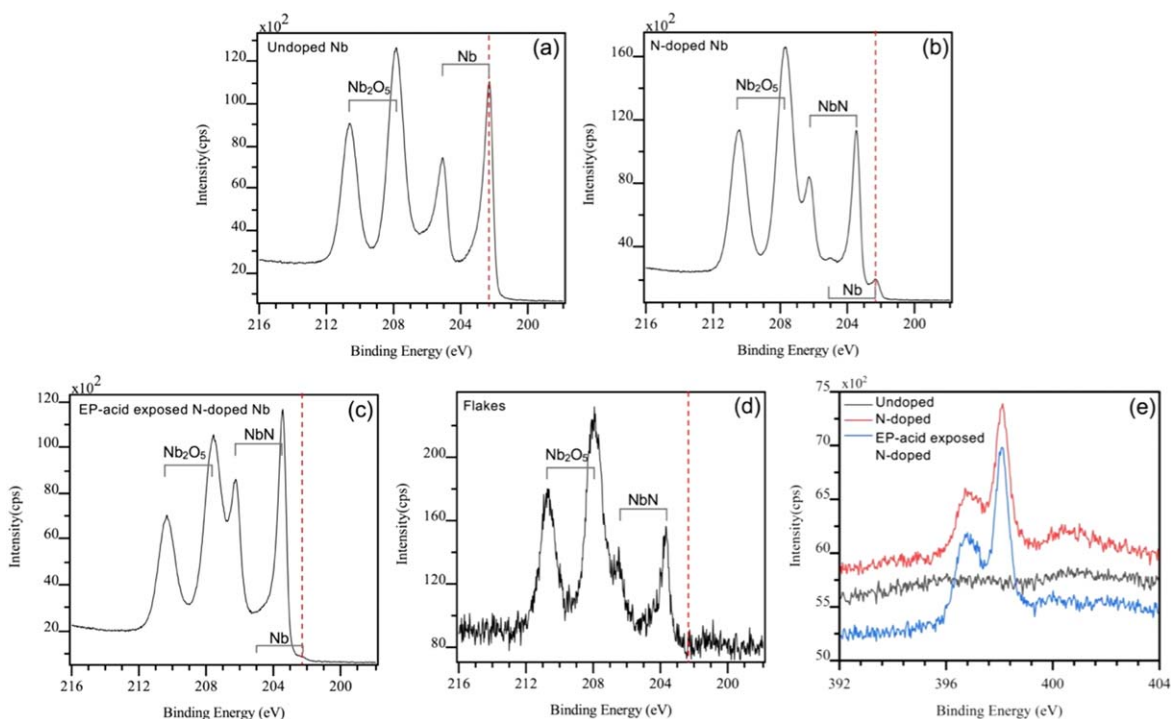 x10²
Undoped Nb
(a)
Nb
Nb₂O₅
120
100
80
60
40
20
Intensity(cps)
216 212 208 204 200
Binding Energy (eV)
x10²
N-doped Nb
(b)
Nb₂O₅
NbN
Nb
160
120
80
40
Intensity(cps)
216 212 208 204 200
Binding Energy (eV)
x10²
EP-acid exposed N-doped Nb
(c)
NbN
Nb₂O₅
Nb
120
100
80
60
40
20
Intensity(cps)
216 212 208 204 200
Binding Energy (eV)
Flakes
(d)
Nb₂O₅
NbN
200
160
120
80
Intensity(cps)
216 212 208 204 200
Binding Energy (eV)
x10²
Undoped
N-doped
EP-acid exposed
N-doped
(e)
75
70
65
60
55
50
Intensity(cps)
392 396 400 404
Binding Energy (eV)